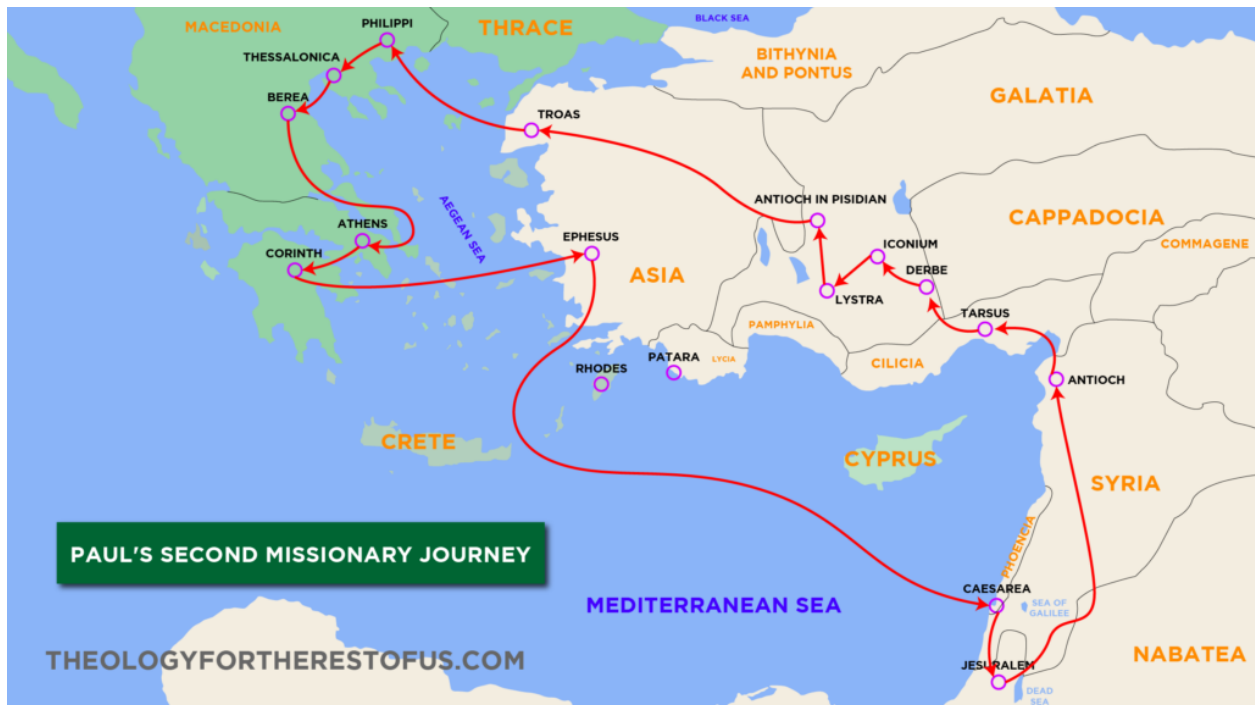 BLACK SEA
PHILIPPI
MACEDONIA
THRACE
THESSALONICA
BITHYNIA
AND PONTUS
BEREA
GALATIA
TROAS
ANTIOCH IN PISIDIAN
AEGEAN SEA
ATHENS
CAPPADOCIA
COMMAGENE
EPHESUS
ICONIUM
CORINTH
ASIA
DERBE
LYSTRA
TARSUS
PAMPHYLIA
PATARA
LYCIA
CILICIA
RHODES
ANTIOCH
CRETE
CYPRUS
SYRIA
PHOENCIA
PAUL'S SECOND MISSIONARY JOURNEY
CAESAREA
MEDITERRANEAN SEA
SEA OF
GALILEE
THEOLOGYFORTHERESTOFUS.COM
NABATEA
JESURALEM
DEAD
SEA